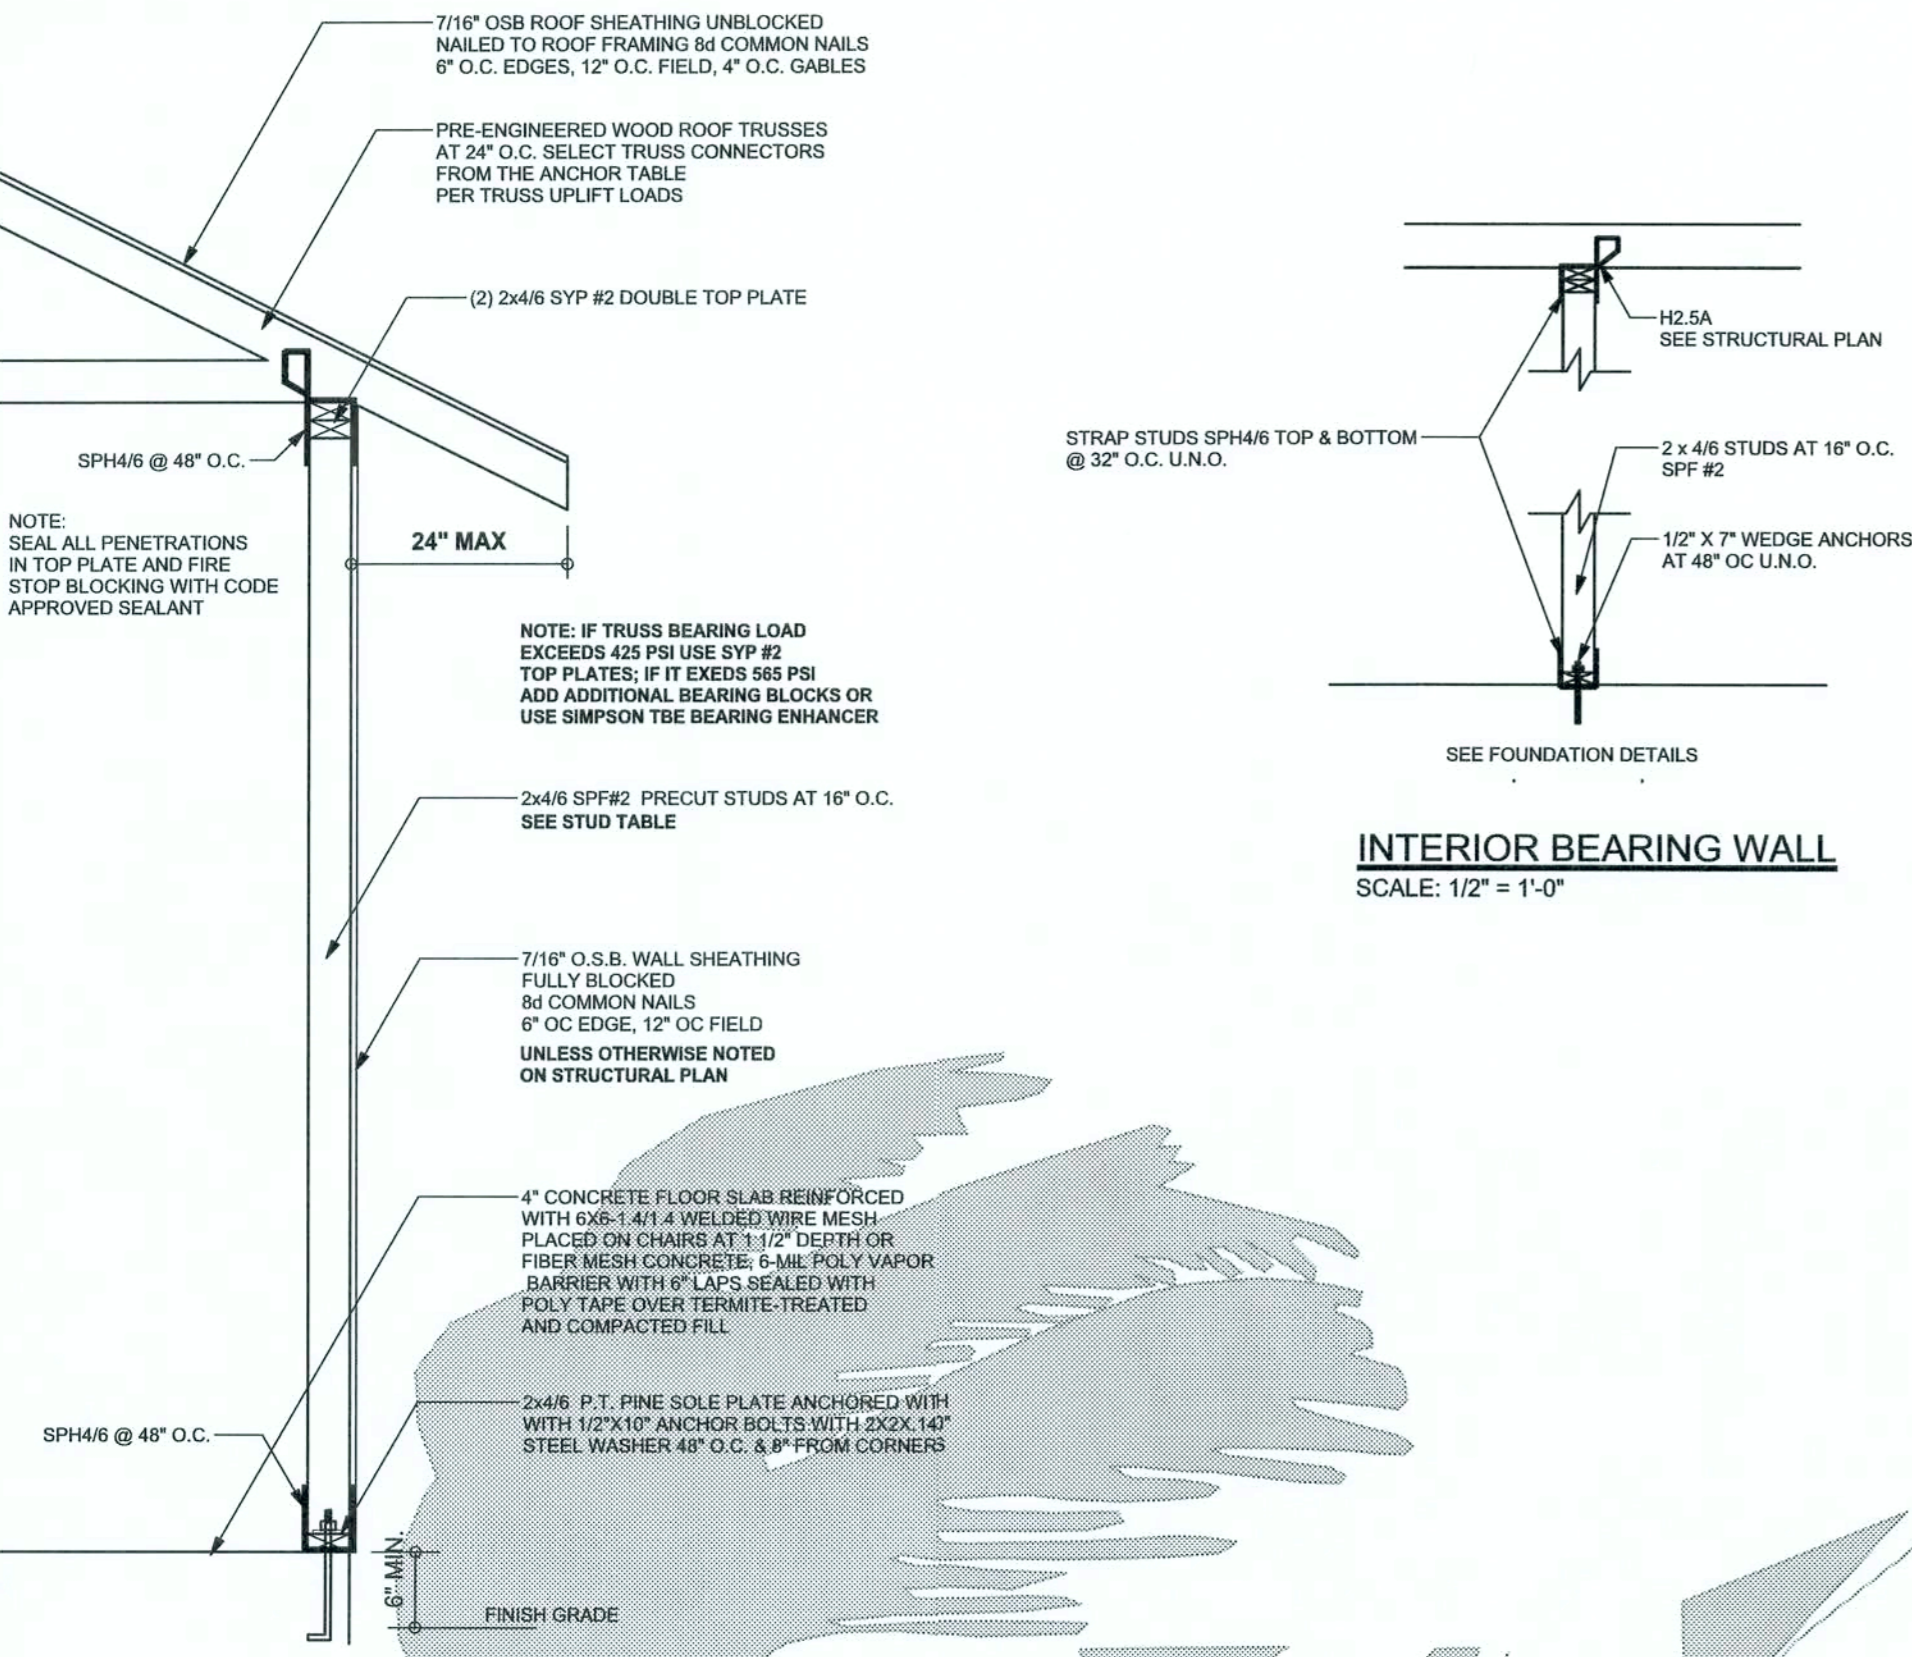 7/16" OSB ROOF SHEATHING UNBLOCKED
NAILED TO ROOF FRAMING 8d COMMON NAILS
6" O.C. EDGES, 12" O.C. FIELD, 4" O.C. GABLES
PRE-ENGINEERED WOOD ROOF TRUSSES
AT 24" O.C. SELECT TRUSS CONNECTORS
FROM THE ANCHOR TABLE
PER TRUSS UPLIFT LOADS
(2) 2x4/6 SYP #2 DOUBLE TOP PLATE
SPH4/6 @ 48" O.C.
NOTE:
SEAL ALL PENETRATIONS
IN TOP PLATE AND FIRE
STOP BLOCKING WITH CODE
APPROVED SEALANT
24" MAX
NOTE: IF TRUSS BEARING LOAD
EXCEEDS 425 PSI USE SYP #2
TOP PLATES; IF IT EXEDS 565 PSI
ADD ADDITIONAL BEARING BLOCKS OR
USE SIMPSON TBE BEARING ENHANCER
2x4/6 SPF#2 PRECUT STUDS AT 16" O.C.
SEE STUD TABLE
7/16" O.S.B. WALL SHEATHING
FULLY BLOCKED
8d COMMON NAILS
6" OC EDGE, 12" OC FIELD
UNLESS OTHERWISE NOTED
ON STRUCTURAL PLAN
4" CONCRETE FLOOR SLAB REINFORCED
WITH 6X6-1.4/1.4 WELDED WIRE MESH
PLACED ON CHAIRS AT 1 1/2" DEPTH OR
FIBER MESH CONCRETE, 6-MIL POLY VAPOR
BARRIER WITH 6" LAPS SEALED WITH
POLY TAPE OVER TERMITE-TREATED
AND COMPACTED FILL
2x4/6 P.T. PINE SOLE PLATE ANCHORED WITH
WITH 1/2"X10" ANCHOR BOLTS WITH 2X2X.140"
STEEL WASHER 48" O.C. & 8" FROM CORNERS
SPH4/6 @ 48" O.C.
6" MIN.
FINISH GRADE
H2.5A
SEE STRUCTURAL PLAN
STRAP STUDS SPH4/6 TOP & BOTTOM
@ 32" O.C. U.N.O.
2 x 4/6 STUDS AT 16" O.C.
SPF #2
1/2" X 7" WEDGE ANCHORS
AT 48" OC U.N.O.
SEE FOUNDATION DETAILS
INTERIOR BEARING WALL
SCALE: 1/2" = 1'-0"